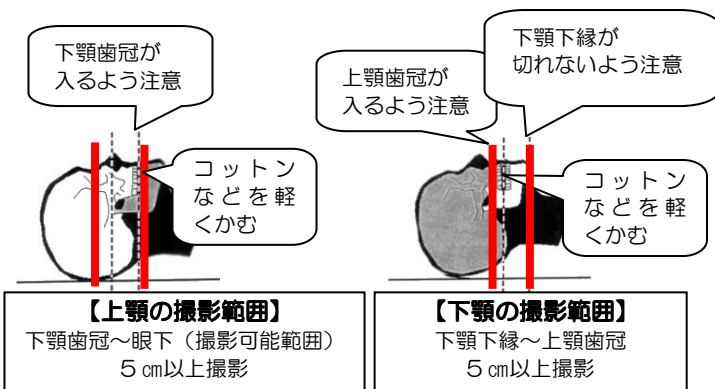 下顎歯冠が
入るよう注意
コットン
などを軽
くかむ
【上顎の撮影範囲】
下顎歯冠～眼下（撮影可能範囲）
５㎝以上撮影
上顎歯冠が
入るよう注意
下顎下縁が
切れないよう注意
コットン
などを軽
くかむ
【下顎の撮影範囲】
下顎下縁～上顎歯冠
５㎝以上撮影